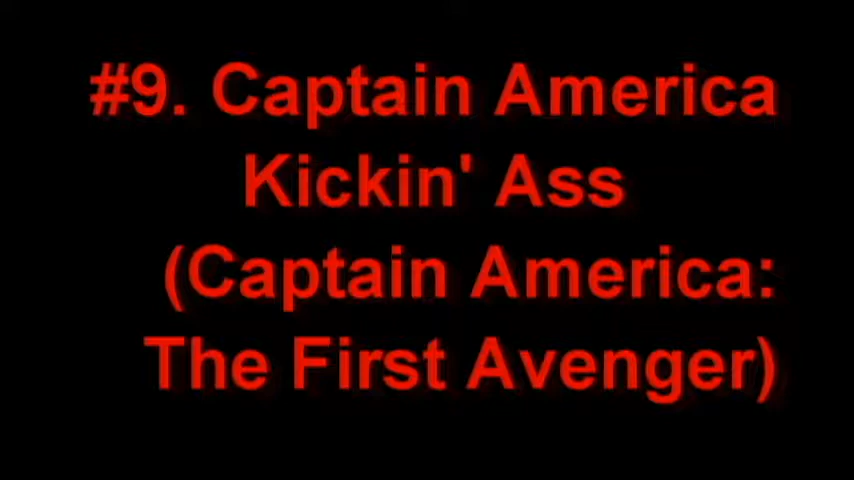 #9. Captain America
Kickin' Ass
(Captain America:
The First Avenger)